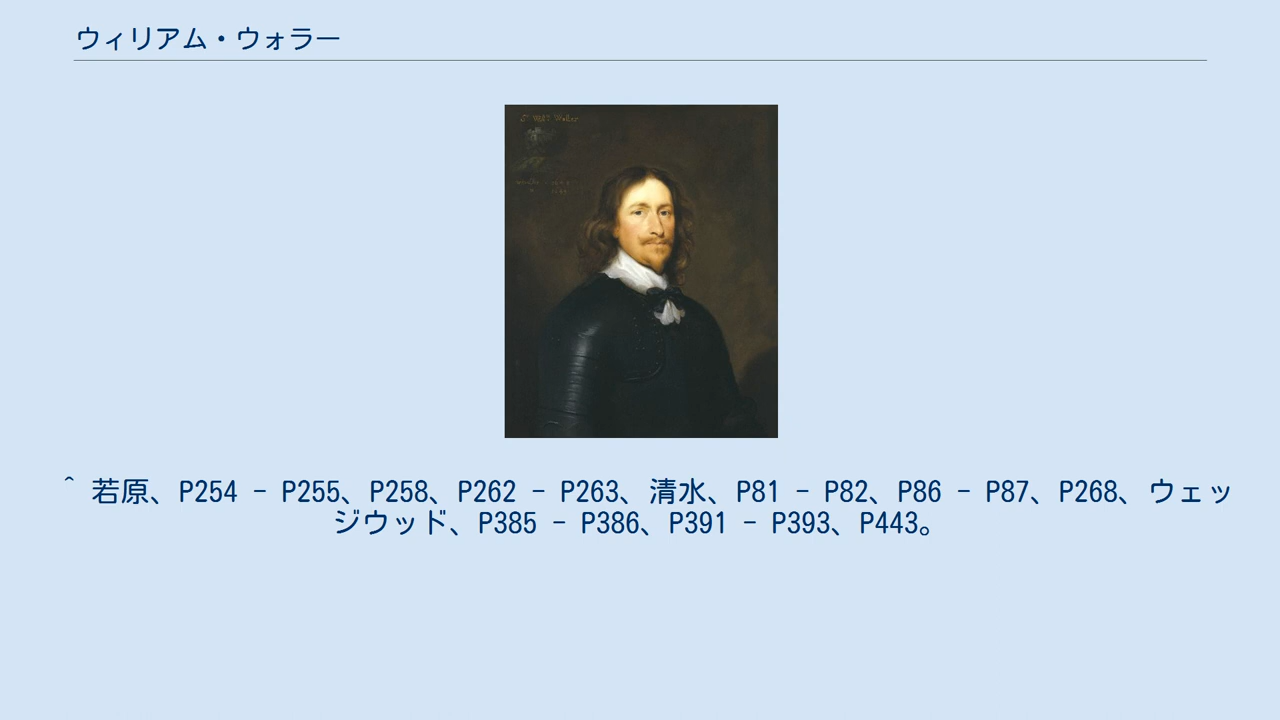 ウィリアム・ウォラー
^ 若原、P254 - P255、P258、P262 - P263、清水、P81 - P82、P86 - P87、P268、ウェッ
ジウッド、P385 - P386、P391 - P393、P443。